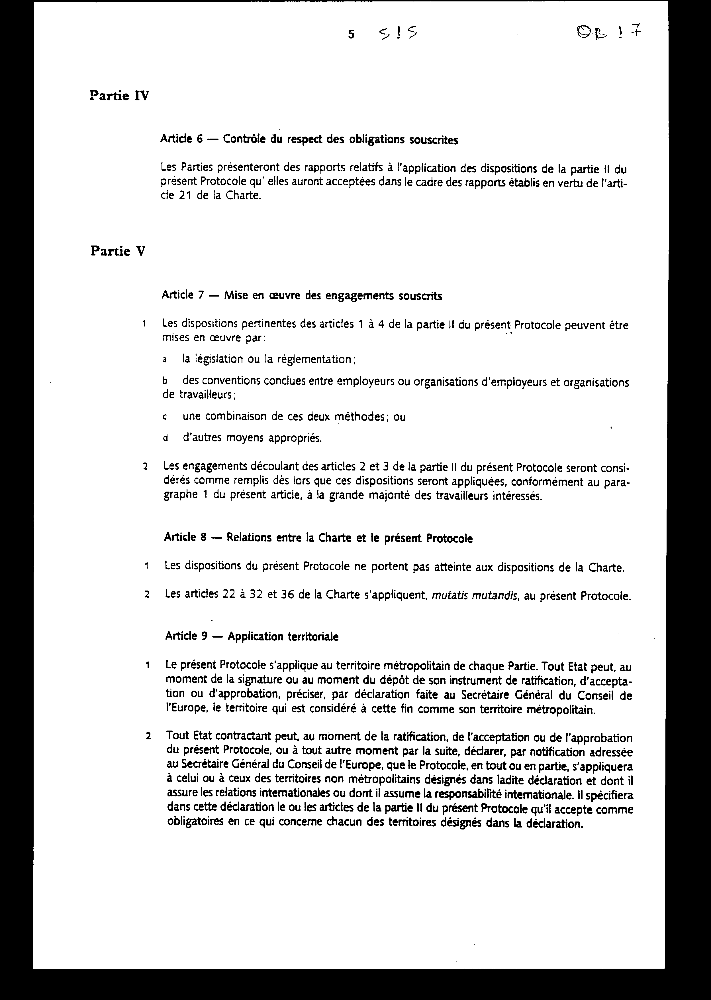 5 S15 OB 17
Partie IV
Article 6 — Contrôle du respect des obligations souscrites
Les Parties présenteront des rapports relatifs à l'application des dispositions de la partie II du
présent Protocole qu' elles auront acceptées dans le cadre des rapports établis en vertu de l'arti-
cle 21 de la Charte.
Partie V
Article 7 — Mise en œuvre des engagements souscrits
1 Les dispositions pertinentes des articles 1 à 4 de la partie II du présent Protocole peuvent être
mises en œuvre par:
a la législation ou la réglementation;
b des conventions conclues entre employeurs ou organisations d'employeurs et organisations
de travailleurs;
c une combinaison de ces deux méthodes; ou
d d'autres moyens appropriés.
2 Les engagements découlant des articles 2 et 3 de la partie II du présent Protocole seront consi-
dérés comme remplis dès lors que ces dispositions seront appliquées, conformément au para-
graphe 1 du présent article, à la grande majorité des travailleurs intéressés.
Article 8 — Relations entre la Charte et le présent Protocole
1 Les dispositions du présent Protocole ne portent pas atteinte aux dispositions de la Charte.
2 Les articles 22 à 32 et 36 de la Charte s'appliquent, mutatis mutandis, au présent Protocole.
Article 9 — Application territoriale
1 Le présent Protocole s'applique au territoire métropolitain de chaque Partie. Tout Etat peut, au
moment de la signature ou au moment du dépôt de son instrument de ratification, d'accepta-
tion ou d'approbation, préciser, par déclaration faite au Secrétaire Général du Conseil de
l'Europe, le territoire qui est considéré à cette fin comme son territoire métropolitain.
2 Tout Etat contractant peut, au moment de la ratification, de l'acceptation ou de l'approbation
du présent Protocole, ou à tout autre moment par la suite, déclarer, par notification adressée
au Secrétaire Général du Conseil de l'Europe, que le Protocole, en tout ou en partie, s'appliquera
à celui ou à ceux des territoires non métropolitains désignés dans ladite déclaration et dont il
assure les relations internationales ou dont il assume la responsabilité internationale. Il spécifiera
dans cette déclaration le ou les articles de la partie II du présent Protocole qu'il accepte comme
obligatoires en ce qui concerne chacun des territoires désignés dans la déclaration.